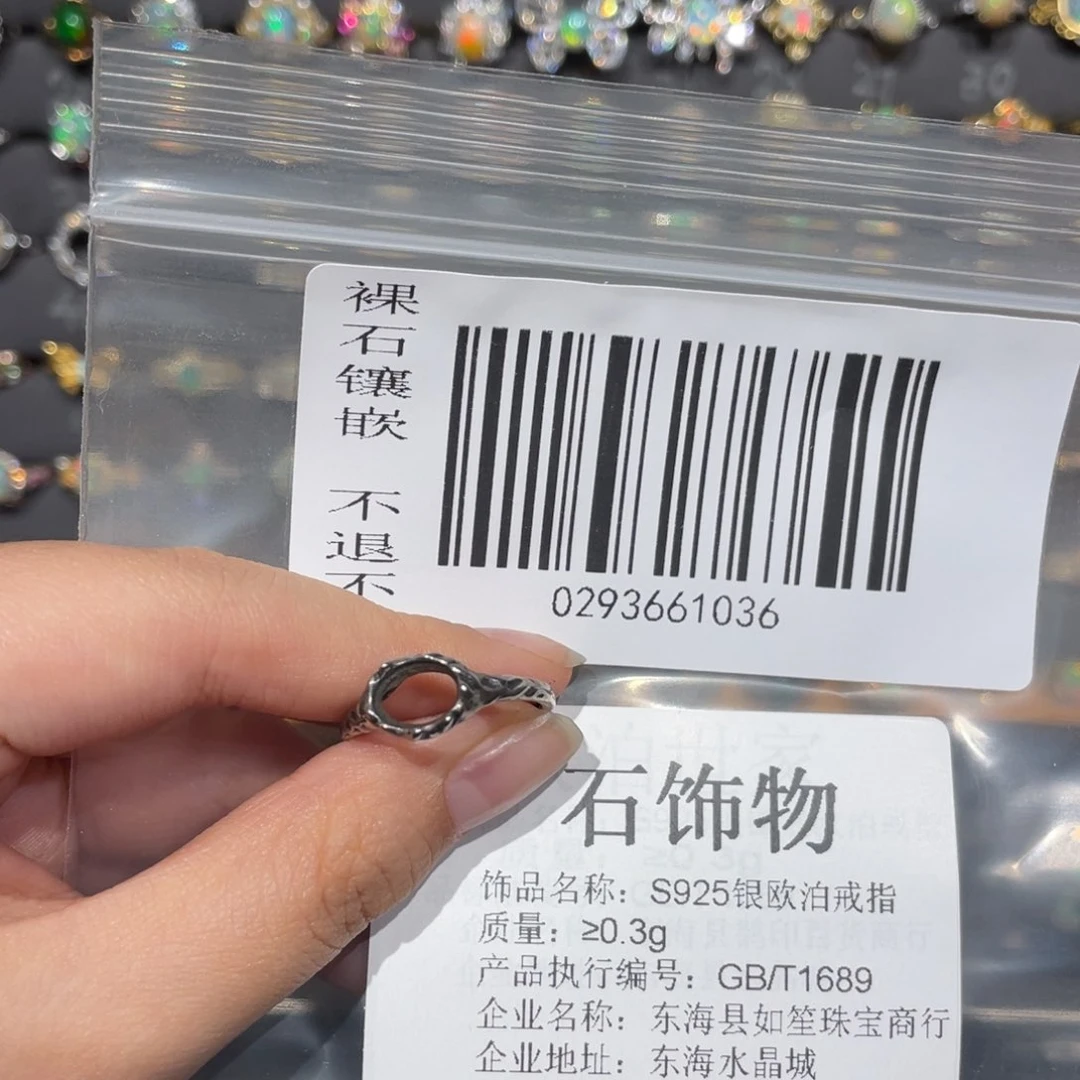 裸石镶嵌 不退不
0293661036
石饰物
饰品名称：S925银欧泊戒指
质量：≥0.3g
产品执行编号：GB/T1689
企业名称：东海县如笙珠宝商行
企业地址：东海水晶城